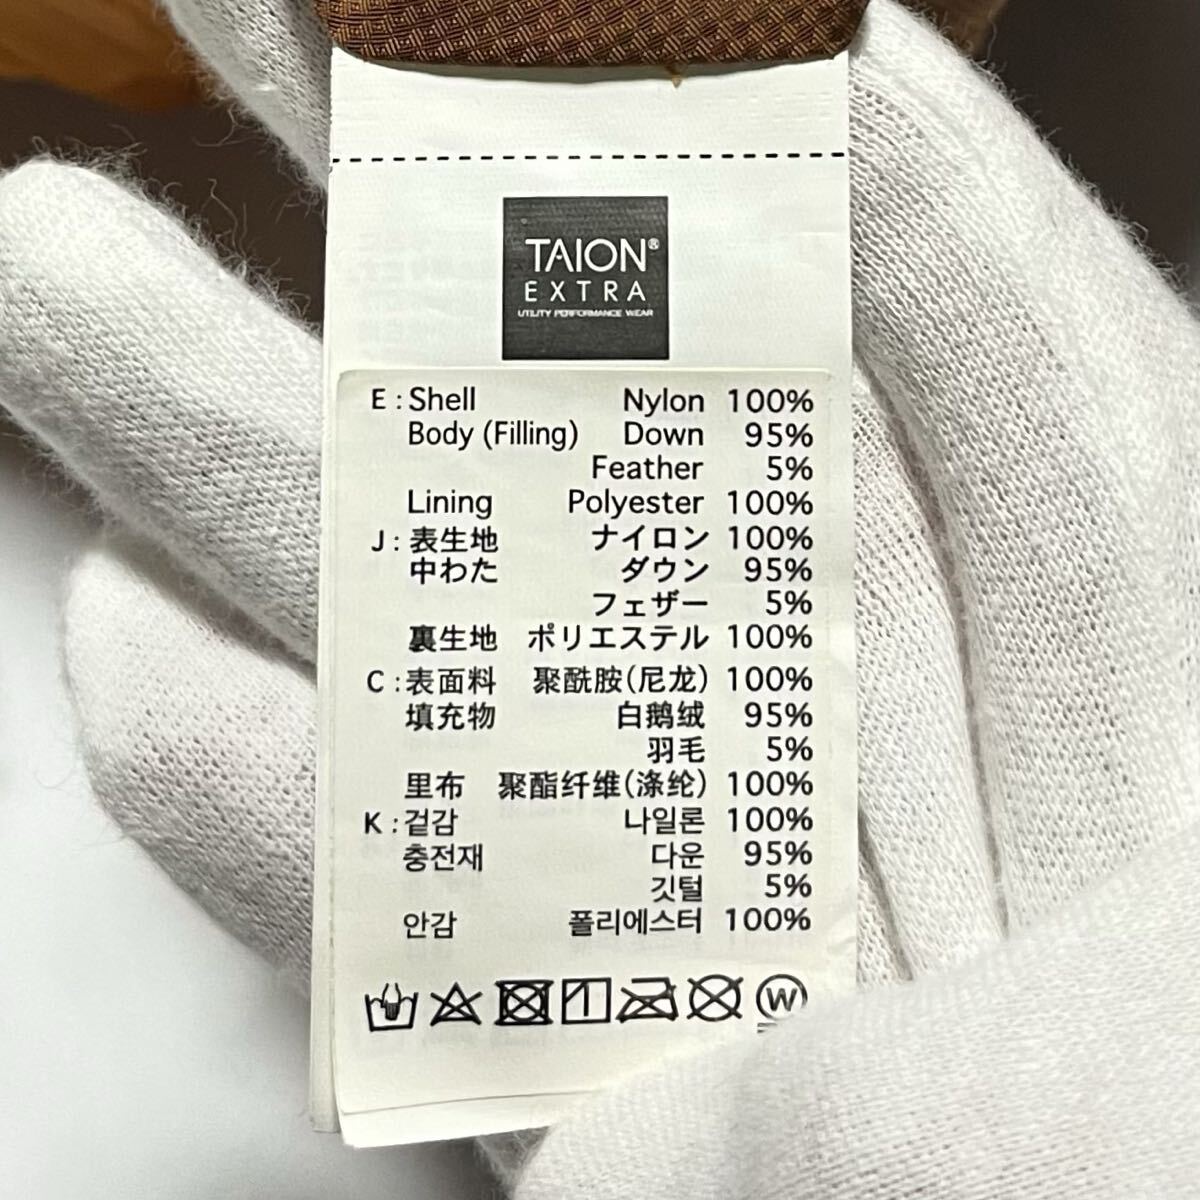 TAION®
EXTRA
UTILITY PERFORMANCE WEAR
E : Shell Nylon 100%
Body (Filling) Down 95%
Feather 5%
Lining Polyester 100%
J : 表生地 ナイロン 100%
中わた ダウン 95%
フェザー 5%
裏生地 ポリエステル 100%
C : 表面料 聚酰胺(尼龙) 100%
填充物 白鹅绒 95%
羽毛 5%
里布 聚酯纤维(涤纶) 100%
K : 겉감 나일론 100%
충전재 다운 95%
깃털 5%
안감 폴리에스터 100%
W